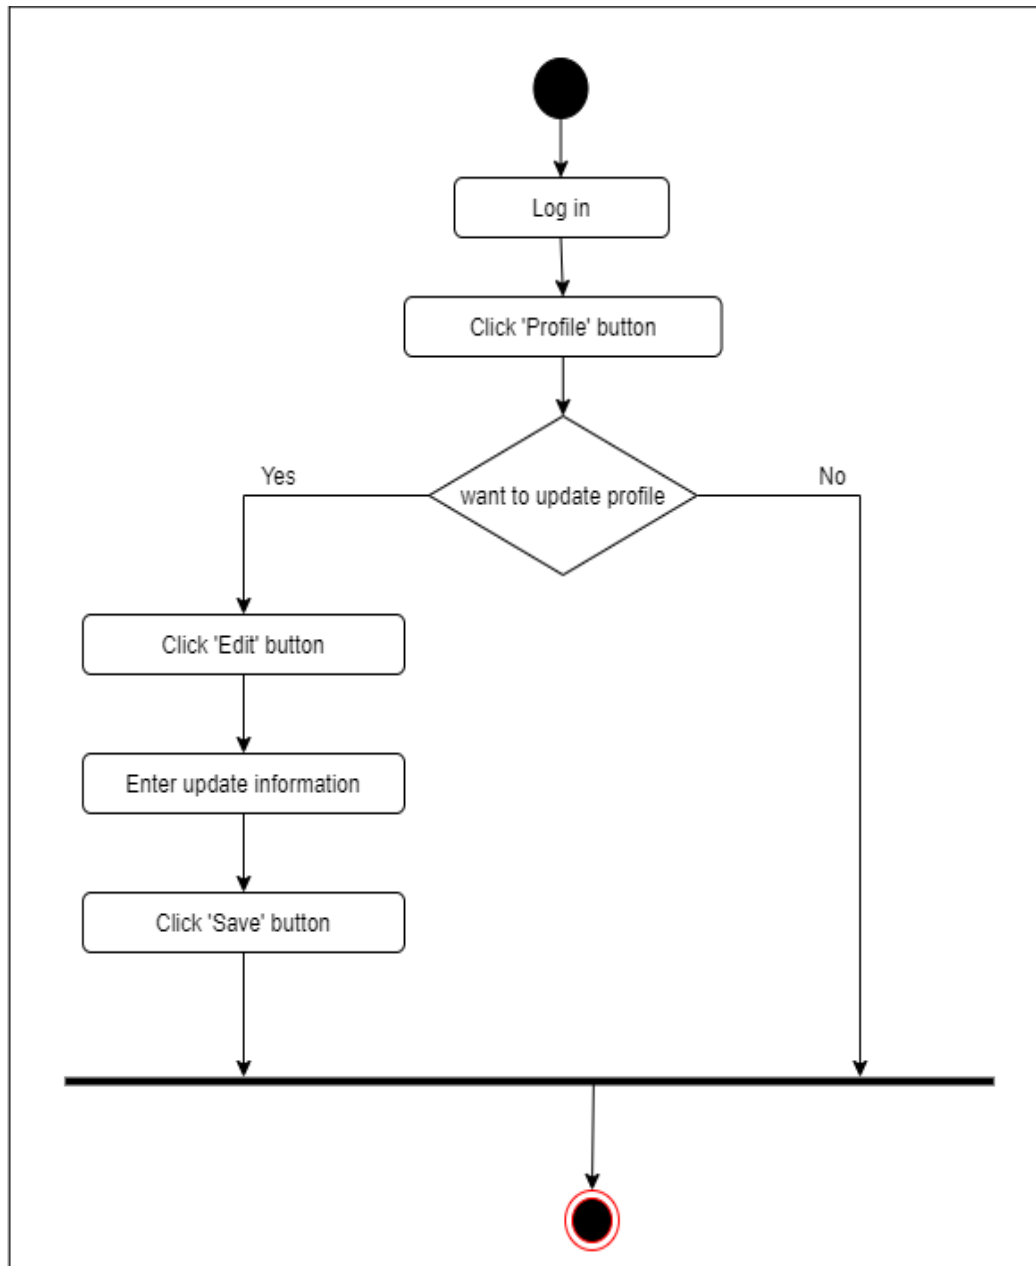 Log in
Click 'Profile' button
Yes
No
want to update profile
Click 'Edit' button
Enter update information
Click 'Save' button